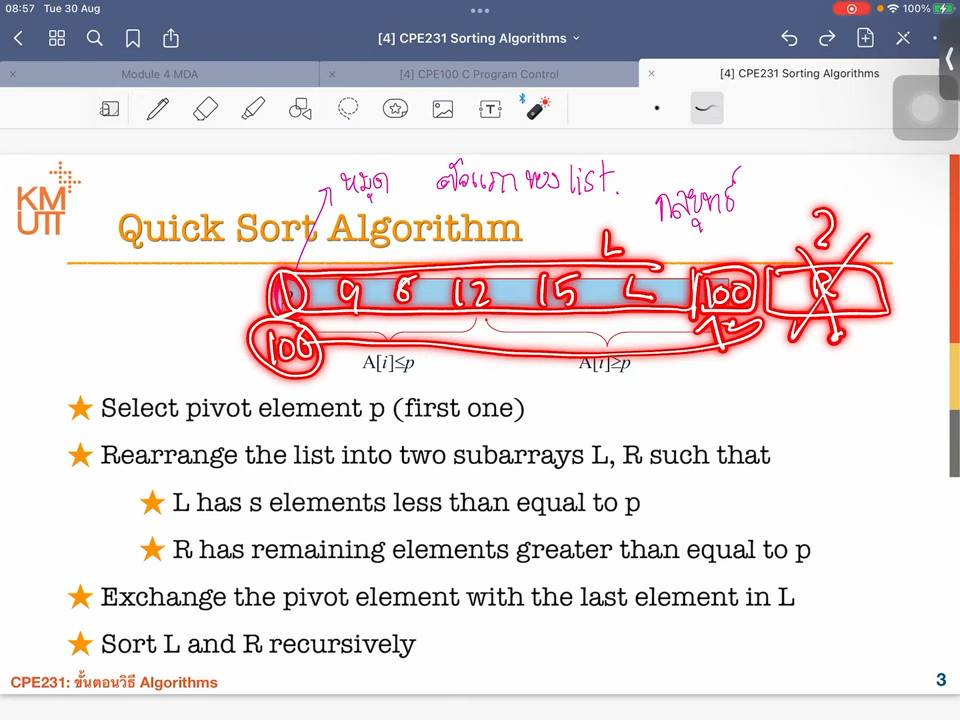 08:57 Tue 30 Aug
100%
[4] CPE231 Sorting Algorithms
Module 4 MDA
[4] CPE100 C Program Control
[4] CPE231 Sorting Algorithms
KM
UTT
หมุด ตัวแรกของ list.
กลยุทธ์
Quick Sort Algorithm
L
?
9 8 12 15 100 R
100
A[i]≤p
A[i]≥p
★ Select pivot element p (first one)
★ Rearrange the list into two subarrays L, R such that
★ L has s elements less than equal to p
★ R has remaining elements greater than equal to p
★ Exchange the pivot element with the last element in L
★ Sort L and R recursively
CPE231: ขั้นตอนวิธี Algorithms
3